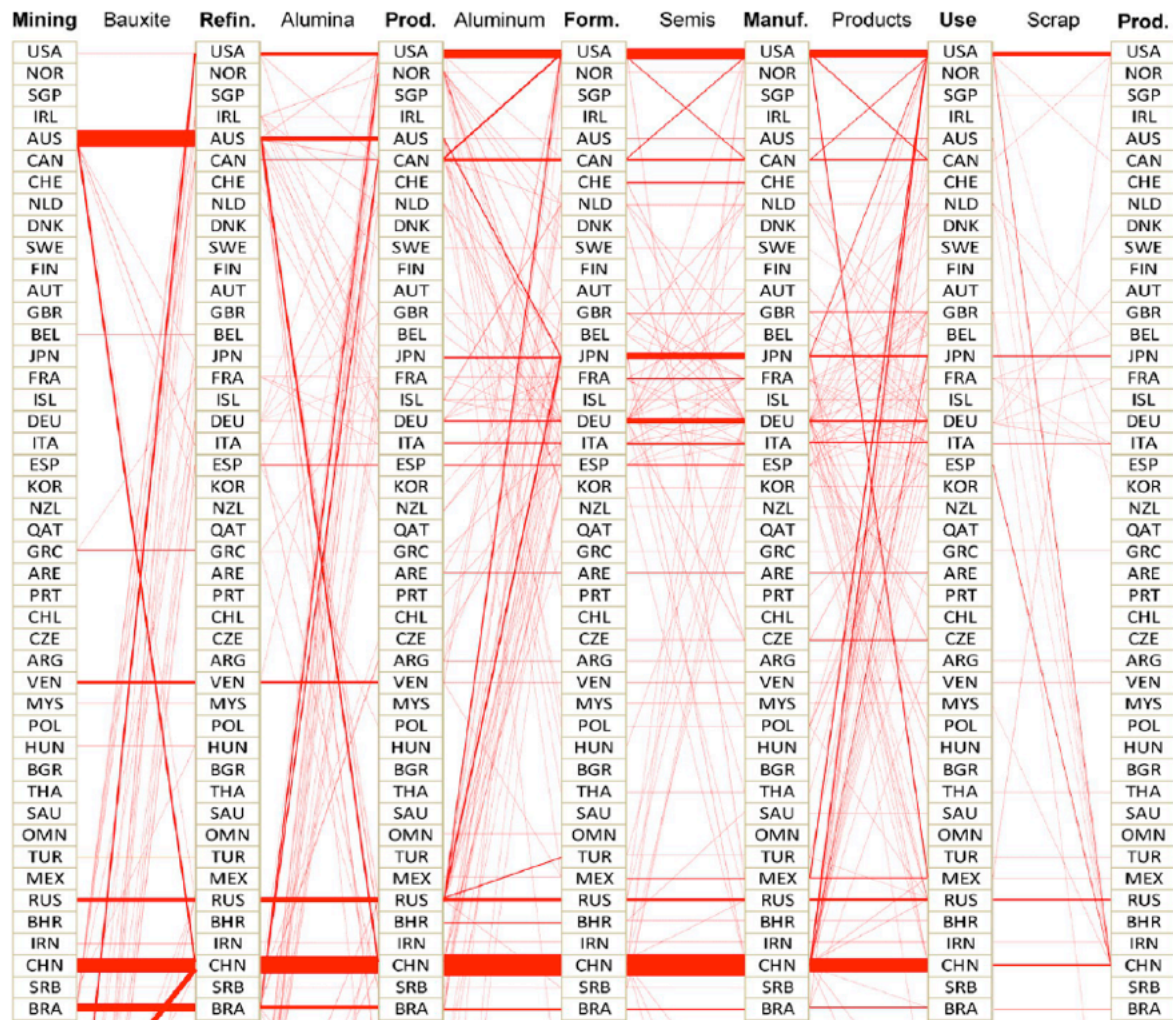 Mining Bauxite Refin. Alumina Prod. Aluminum Form. Semis Manuf. Products Use Scrap Prod.
USA USA USA USA USA USA USA
NOR NOR NOR NOR NOR NOR NOR
SGP SGP SGP SGP SGP SGP SGP
IRL IRL IRL IRL IRL IRL IRL
AUS AUS AUS AUS AUS AUS AUS
CAN CAN CAN CAN CAN CAN CAN
CHE CHE CHE CHE CHE CHE CHE
NLD NLD NLD NLD NLD NLD NLD
DNK DNK DNK DNK DNK DNK DNK
SWE SWE SWE SWE SWE SWE SWE
FIN FIN FIN FIN FIN FIN FIN
AUT AUT AUT AUT AUT AUT AUT
GBR GBR GBR GBR GBR GBR GBR
BEL BEL BEL BEL BEL BEL BEL
JPN JPN JPN JPN JPN JPN JPN
FRA FRA FRA FRA FRA FRA FRA
ISL ISL ISL ISL ISL ISL ISL
DEU DEU DEU DEU DEU DEU DEU
ITA ITA ITA ITA ITA ITA ITA
ESP ESP ESP ESP ESP ESP ESP
KOR KOR KOR KOR KOR KOR KOR
NZL NZL NZL NZL NZL NZL NZL
QAT QAT QAT QAT QAT QAT QAT
GRC GRC GRC GRC GRC GRC GRC
ARE ARE ARE ARE ARE ARE ARE
PRT PRT PRT PRT PRT PRT PRT
CHL CHL CHL CHL CHL CHL CHL
CZE CZE CZE CZE CZE CZE CZE
ARG ARG ARG ARG ARG ARG ARG
VEN VEN VEN VEN VEN VEN VEN
MYS MYS MYS MYS MYS MYS MYS
POL POL POL POL POL POL POL
HUN HUN HUN HUN HUN HUN HUN
BGR BGR BGR BGR BGR BGR BGR
THA THA THA THA THA THA THA
SAU SAU SAU SAU SAU SAU SAU
OMN OMN OMN OMN OMN OMN OMN
TUR TUR TUR TUR TUR TUR TUR
MEX MEX MEX MEX MEX MEX MEX
RUS RUS RUS RUS RUS RUS RUS
BHR BHR BHR BHR BHR BHR BHR
IRN IRN IRN IRN IRN IRN IRN
CHN CHN CHN CHN CHN CHN CHN
SRB SRB SRB SRB SRB SRB SRB
BRA BRA BRA BRA BRA BRA BRA